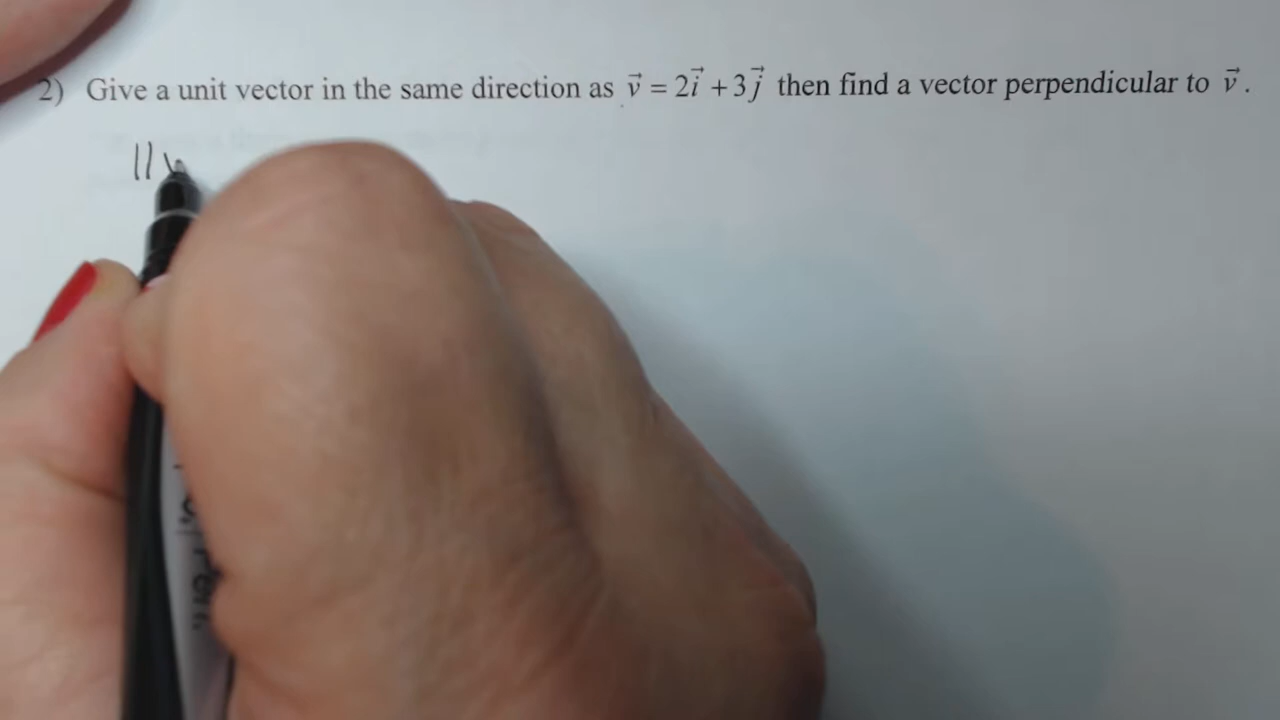 2) Give a unit vector in the same direction as v⃗ = 2i⃗ + 3j⃗ then find a vector perpendicular to v⃗.
||v